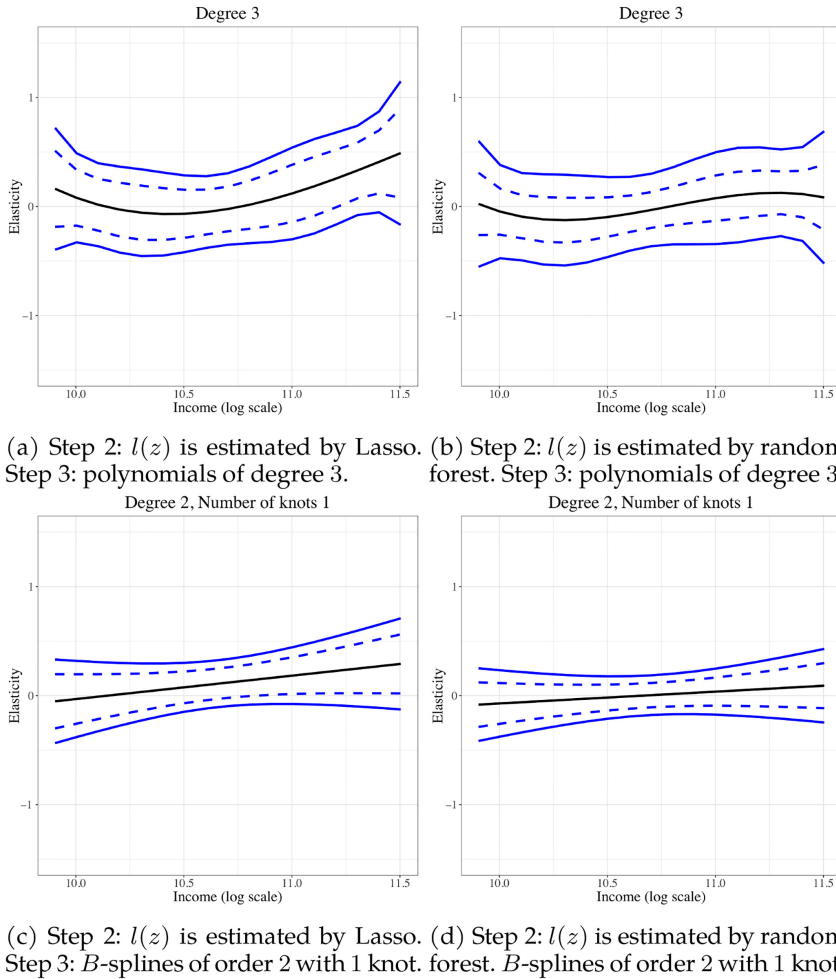 Degree 3
Elasticity
1
0
−1
10.0 10.5 11.0 11.5
Income (log scale)
Degree 3
Elasticity
1
0
−1
10.0 10.5 11.0 11.5
Income (log scale)
(a) Step 2: l(z) is estimated by Lasso.
Step 3: polynomials of degree 3.
(b) Step 2: l(z) is estimated by random
forest. Step 3: polynomials of degree 3
Degree 2, Number of knots 1
Elasticity
1
0
−1
10.0 10.5 11.0 11.5
Income (log scale)
Degree 2, Number of knots 1
Elasticity
1
0
−1
10.0 10.5 11.0 11.5
Income (log scale)
(c) Step 2: l(z) is estimated by Lasso.
Step 3: B-splines of order 2 with 1 knot.
(d) Step 2: l(z) is estimated by random
forest. B-splines of order 2 with 1 knot